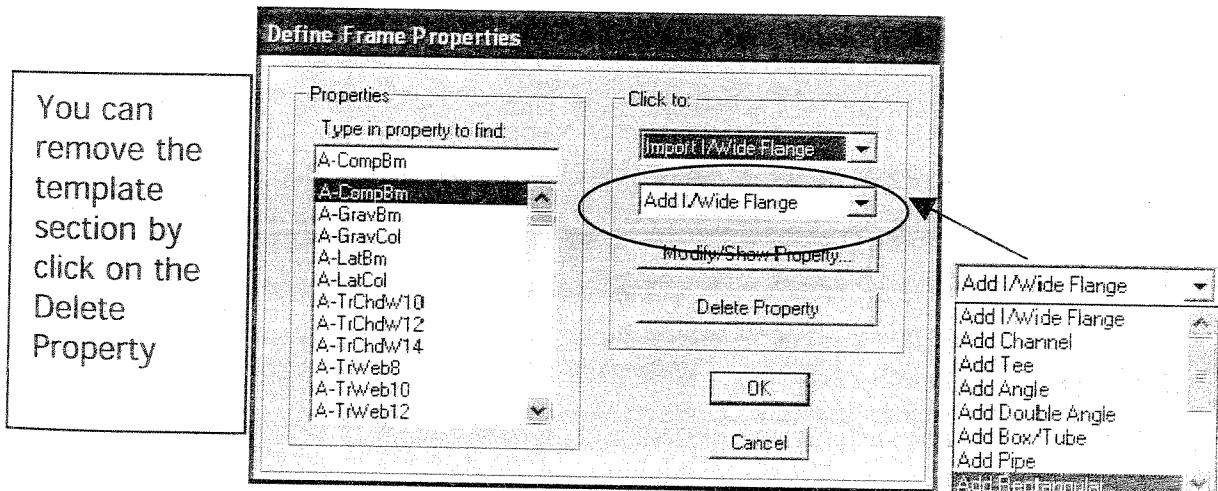 You can
remove the
template
section by
click on the
Delete
Property
Define Frame Properties
Properties
Type in property to find:
A-CompBm
A-CompBm
A-GravBm
A-GravCol
A-LatBm
A-LatCol
A-TrChdW10
A-TrChdW12
A-TrChdW14
A-TrWeb8
A-TrWeb10
A-TrWeb12
Click to:
Import I/Wide Flange
Add I/Wide Flange
Modify/Show Property...
Delete Property
OK
Cancel
Add I/Wide Flange
Add I/Wide Flange
Add Channel
Add Tee
Add Angle
Add Double Angle
Add Box/Tube
Add Pipe
Add Rectangular